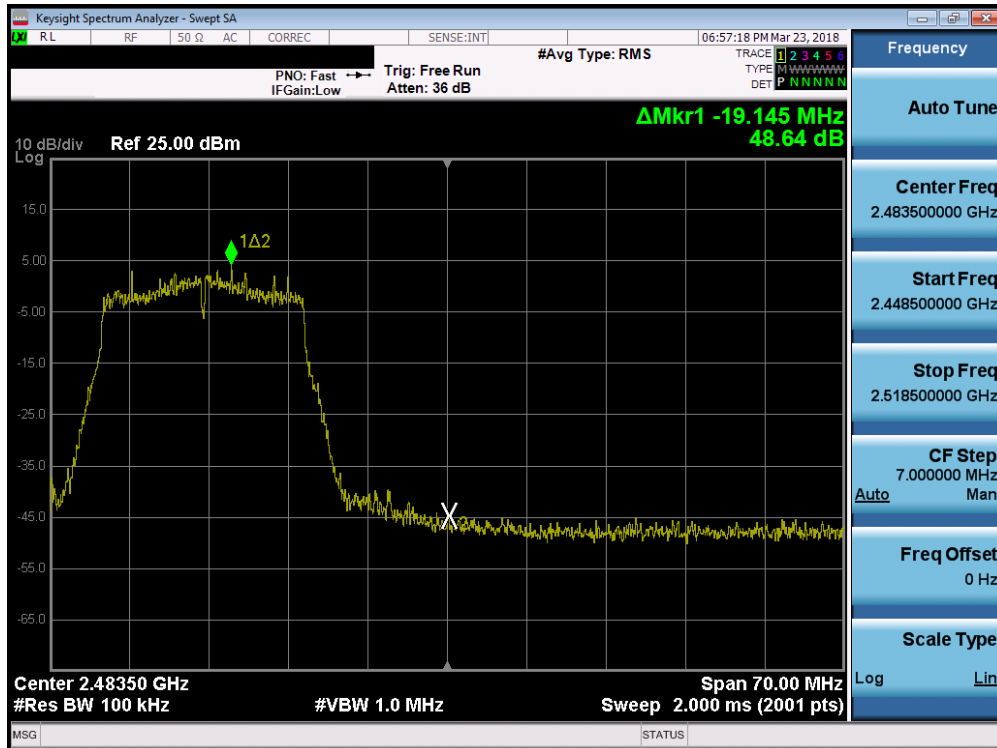 Keysight Spectrum Analyzer - Swept SA
LXI RL RF 50 Ω AC CORREC SENSE:INT 06:57:18 PM Mar 23, 2018
#Avg Type: RMS TRACE 1 2 3 4 5 6
PNO: Fast Trig: Free Run TYPE M WWWWW
IFGain:Low Atten: 36 dB DET P N N N N N
ΔMkr1 -19.145 MHz
48.64 dB
10 dB/div Ref 25.00 dBm
Log
15.0
1Δ2
5.00
-5.00
-15.0
-25.0
-35.0
-45.0
X2
-55.0
-65.0
Center 2.48350 GHz Span 70.00 MHz
#Res BW 100 kHz #VBW 1.0 MHz Sweep 2.000 ms (2001 pts)
MSG STATUS
Frequency
Auto Tune
Center Freq
2.483500000 GHz
Start Freq
2.448500000 GHz
Stop Freq
2.518500000 GHz
CF Step
7.000000 MHz
Auto Man
Freq Offset
0 Hz
Scale Type
Log Lin